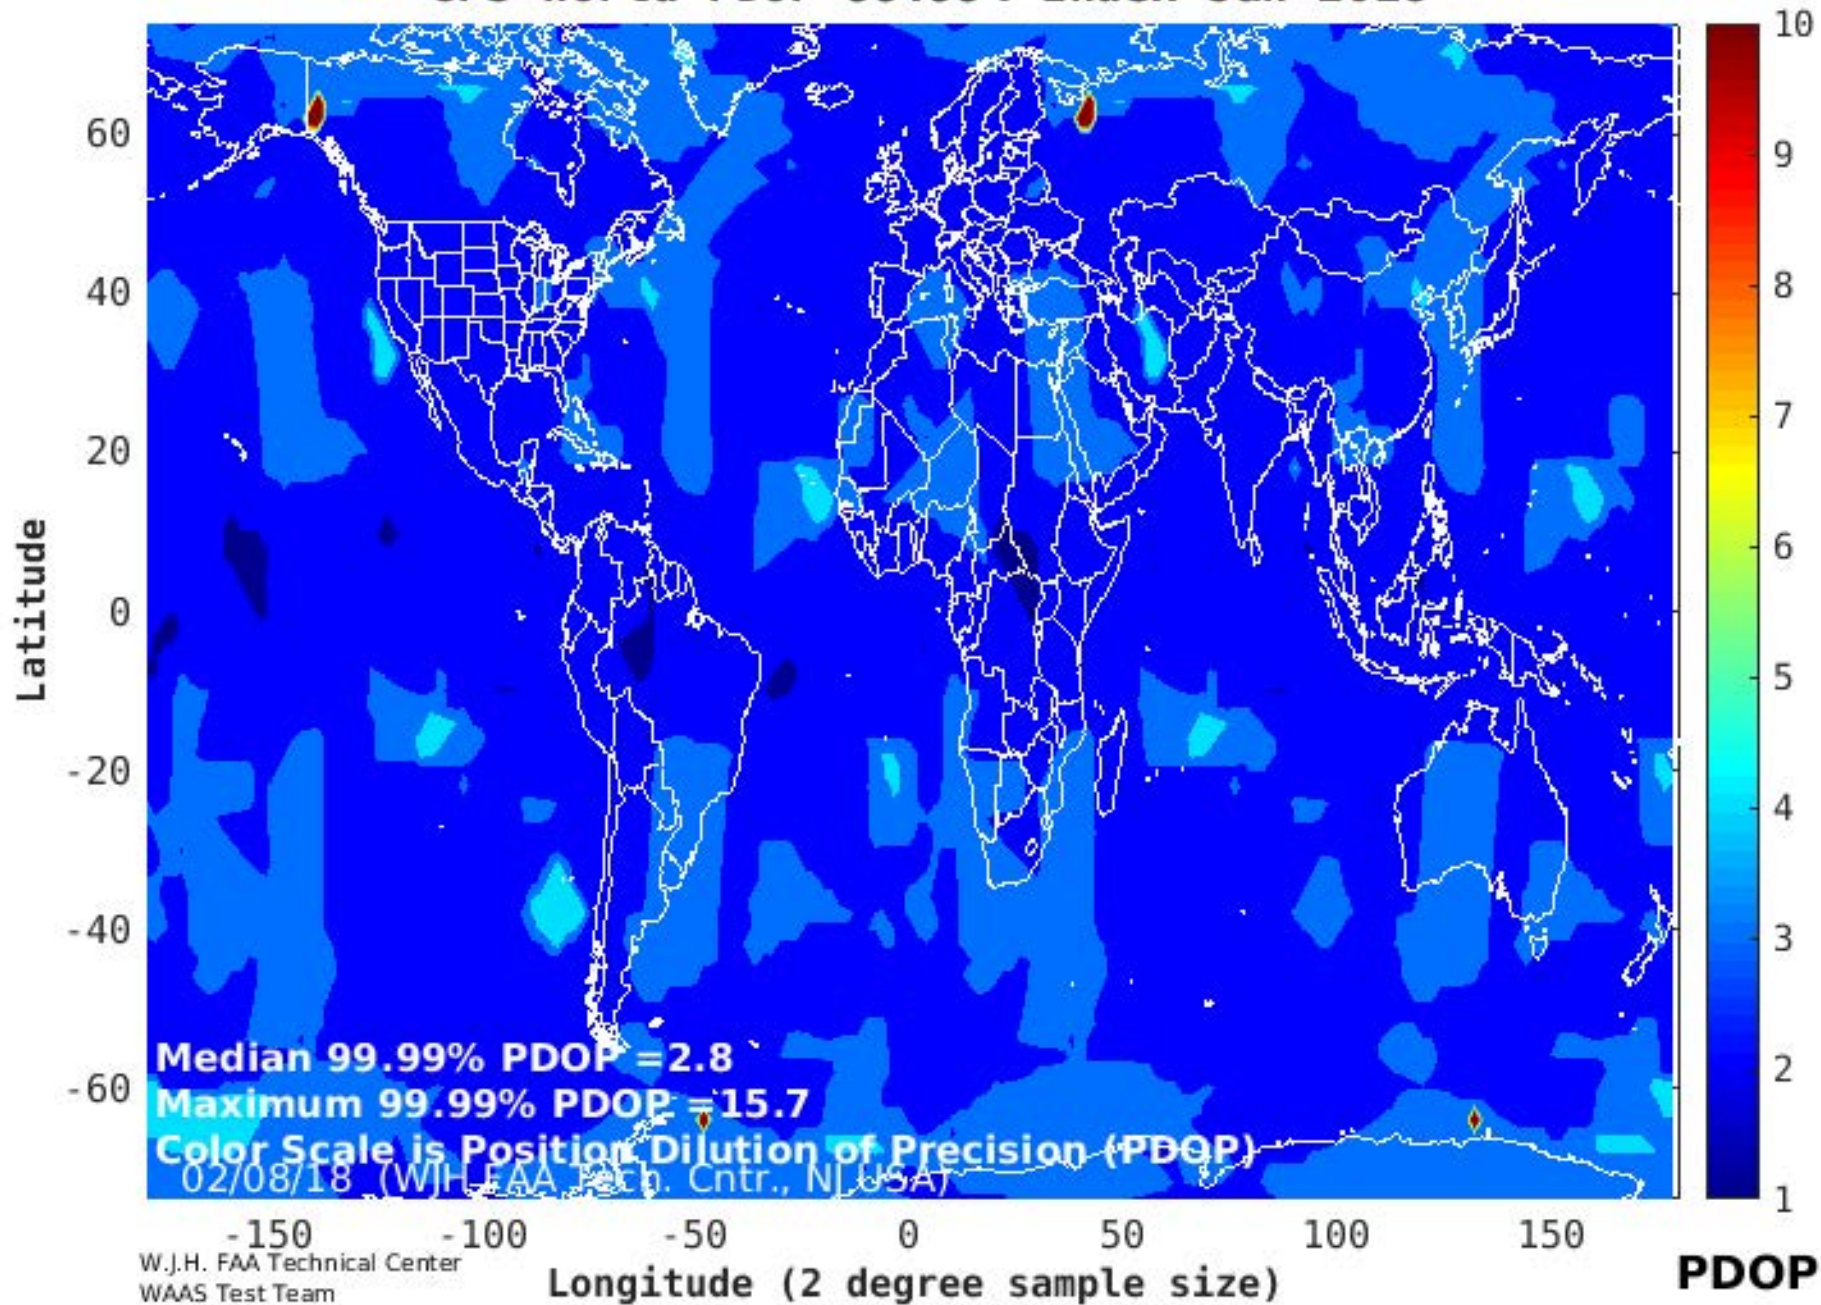 60
40
20
0
-20
-40
-60
Latitude
Median 99.99% PDOP =2.8
Maximum 99.99% PDOP =15.7
Color Scale is Position Dilution of Precision (PDOP)
02/08/18 (WJH FAA Tech. Cntr., NJ USA)
-150 -100 -50 0 50 100 150
Longitude (2 degree sample size)
W.J.H. FAA Technical Center
WAAS Test Team
10
9
8
7
6
5
4
3
2
1
PDOP